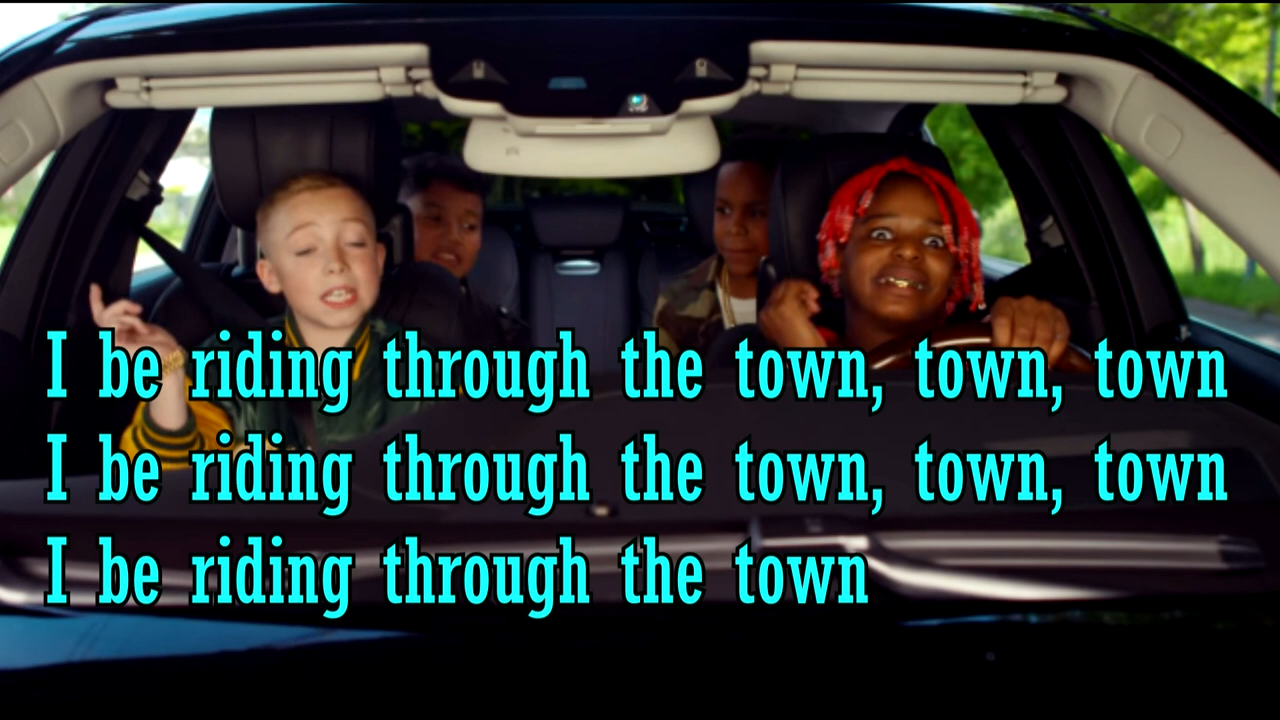 I be riding through the town, town, town
I be riding through the town, town, town
I be riding through the town